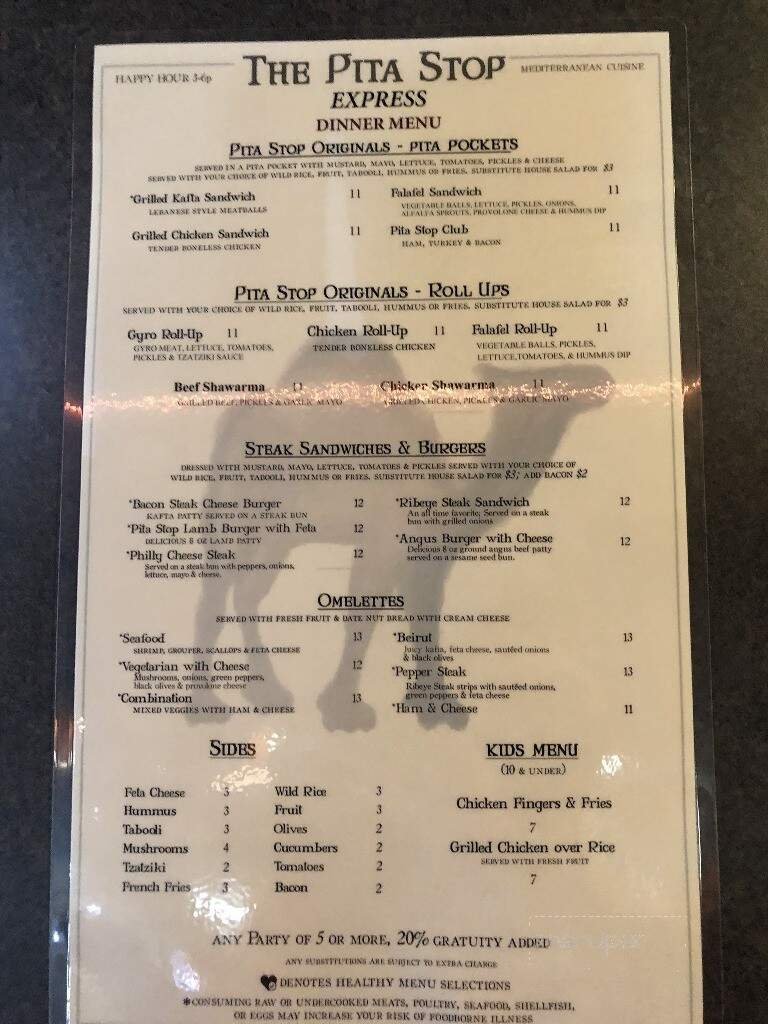 HAPPY HOUR 3-6p
THE PITA STOP
MEDITERRANEAN CUISINE
EXPRESS
DINNER MENU
PITA STOP ORIGINALS - PITA POCKETS
SERVED IN A PITA POCKET WITH MUSTARD, MAYO, LETTUCE, TOMATOES, PICKLES & CHEESE
SERVED WITH YOUR CHOICE OF WILD RICE, FRUIT, TABOOLI, HUMMUS OR FRIES. SUBSTITUTE HOUSE SALAD FOR $3
*Grilled Kafta Sandwich 11
LEBANESE STYLE MEATBALLS
Falafel Sandwich 11
VEGETABLE BALLS, LETTUCE, PICKLES, ONIONS,
ALFALFA SPROUTS, PROVOLONE CHEESE & HUMMUS DIP
Grilled Chicken Sandwich 11
TENDER BONELESS CHICKEN
Pita Stop Club 11
HAM, TURKEY & BACON
PITA STOP ORIGINALS - ROLL UPS
SERVED WITH YOUR CHOICE OF WILD RICE, FRUIT, TABOOLI, HUMMUS OR FRIES. SUBSTITUTE HOUSE SALAD FOR $3
Gyro Roll-Up 11
GYRO MEAT, LETTUCE, TOMATOES,
PICKLES & TZATZIKI SAUCE
Chicken Roll-Up 11
TENDER BONELESS CHICKEN
Falafel Roll-Up 11
VEGETABLE BALLS, PICKLES,
LETTUCE,TOMATOES, & HUMMUS DIP
Beef Shawarma 11
GRILLED BEEF, PICKLES & GARLIC MAYO
Chicken Shawarma 11
GRILLED CHICKEN, PICKLES & GARLIC MAYO
STEAK SANDWICHES & BURGERS
DRESSED WITH MUSTARD, MAYO, LETTUCE, TOMATOES & PICKLES SERVED WITH YOUR CHOICE OF
WILD RICE, FRUIT, TABOOLI, HUMMUS OR FRIES. SUBSTITUTE HOUSE SALAD FOR $3; ADD BACON $2
*Bacon Steak Cheese Burger 12
KAFTA PATTY SERVED ON A STEAK BUN
*Pita Stop Lamb Burger with Feta 12
DELICIOUS 8 OZ LAMB PATTY
*Philly Cheese Steak 12
Served on a steak bun with peppers, onions,
lettuce, mayo & cheese.
*Ribeye Steak Sandwich 12
An all time favorite; Served on a steak
bun with grilled onions
*Angus Burger with Cheese 12
Delicious 8 oz ground angus beef patty
served on a sesame seed bun.
OMELETTES
SERVED WITH FRESH FRUIT & DATE NUT BREAD WITH CREAM CHEESE
*Seafood 13
SHRIMP, GROUPER, SCALLOPS & FETA CHEESE
*Vegetarian with Cheese 12
Mushrooms, onions, green peppers,
black olives & provolone cheese
*Combination 13
MIXED VEGGIES WITH HAM & CHEESE
*Beirut 13
Juicy kafta, feta cheese, sautéed onions
& black olives
*Pepper Steak 13
Ribeye Steak strips with sautéed onions,
green peppers & feta cheese
*Ham & Cheese 11
SIDES
Feta Cheese 3 Wild Rice 3
Hummus 3 Fruit 3
Tabooli 3 Olives 2
Mushrooms 4 Cucumbers 2
Tzatziki 2 Tomatoes 2
French Fries 3 Bacon 2
KIDS MENU
(10 & UNDER)
Chicken Fingers & Fries
7
Grilled Chicken over Rice
SERVED WITH FRESH FRUIT
7
ANY PARTY OF 5 OR MORE, 20% GRATUITY ADDED
ANY SUBSTITUTIONS ARE SUBJECT TO EXTRA CHARGE
DENOTES HEALTHY MENU SELECTIONS
*CONSUMING RAW OR UNDERCOOKED MEATS, POULTRY, SEAFOOD, SHELLFISH,
OR EGGS MAY INCREASE YOUR RISK OF FOODBORNE ILLNESS